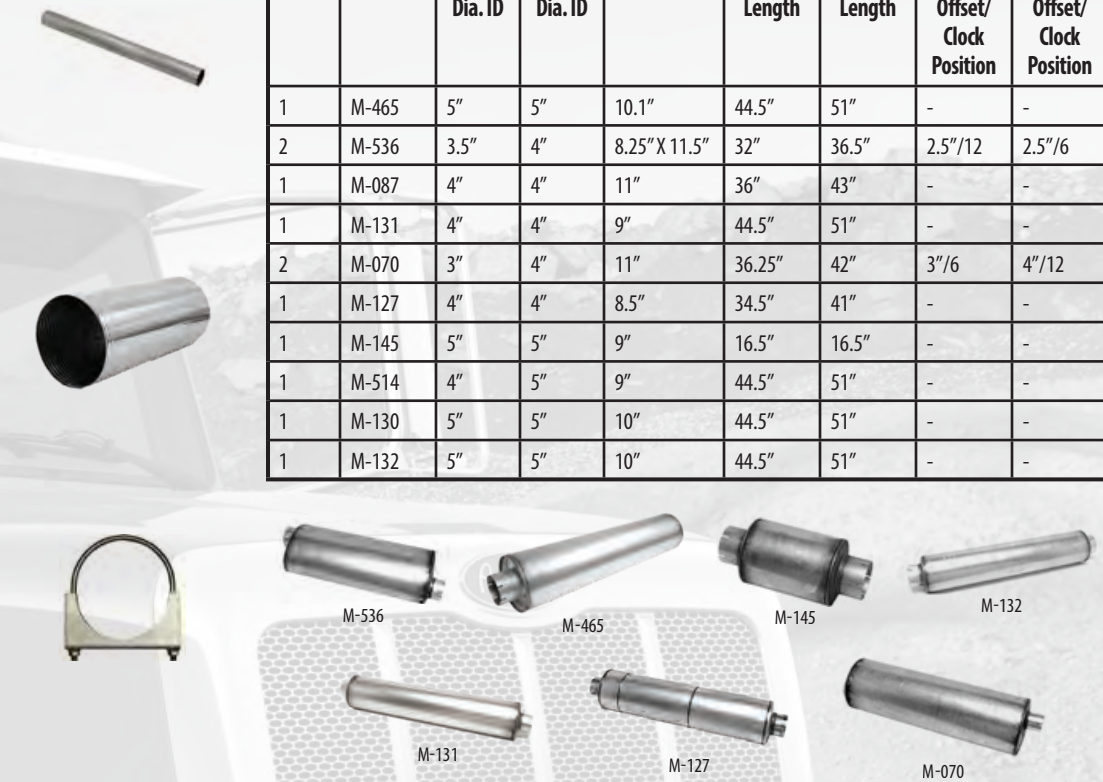 Dia. ID Dia. ID Length Length Offset/ Offset/
Clock Clock
Position Position
1 M-465 5” 5” 10.1” 44.5” 51” - -
2 M-536 3.5” 4” 8.25” X 11.5” 32” 36.5” 2.5”/12 2.5”/6
1 M-087 4” 4” 11” 36” 43” - -
1 M-131 4” 4” 9” 44.5” 51” - -
2 M-070 3” 4” 11” 36.25” 42” 3”/6 4”/12
1 M-127 4” 4” 8.5” 34.5” 41” - -
1 M-145 5” 5” 9” 16.5” 16.5” - -
1 M-514 4” 5” 9” 44.5” 51” - -
1 M-130 5” 5” 10” 44.5” 51” - -
1 M-132 5” 5” 10” 44.5” 51” - -
M-536
M-465
M-145
M-132
M-131
M-127
M-070